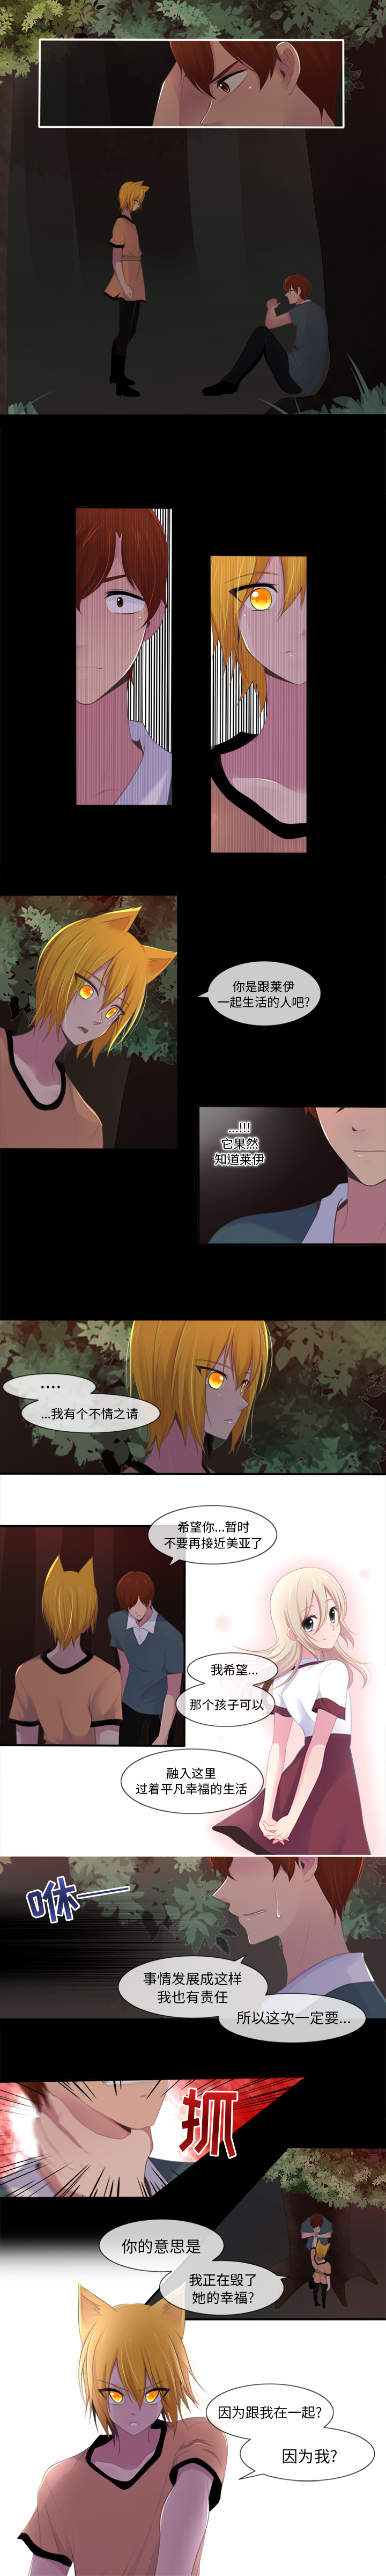 你是跟莱伊
一起生活的人吧?
...!!!
它果然
知道莱伊
....
...我有个不情之请
希望你...暂时
不要再接近美亚了
我希望...
那个孩子可以
融入这里
过着平凡幸福的生活
咻——
事情发展成这样
我也有责任
所以这次一定要...
抓
你的意思是
我正在毁了
她的幸福?
因为跟我在一起?
因为我?